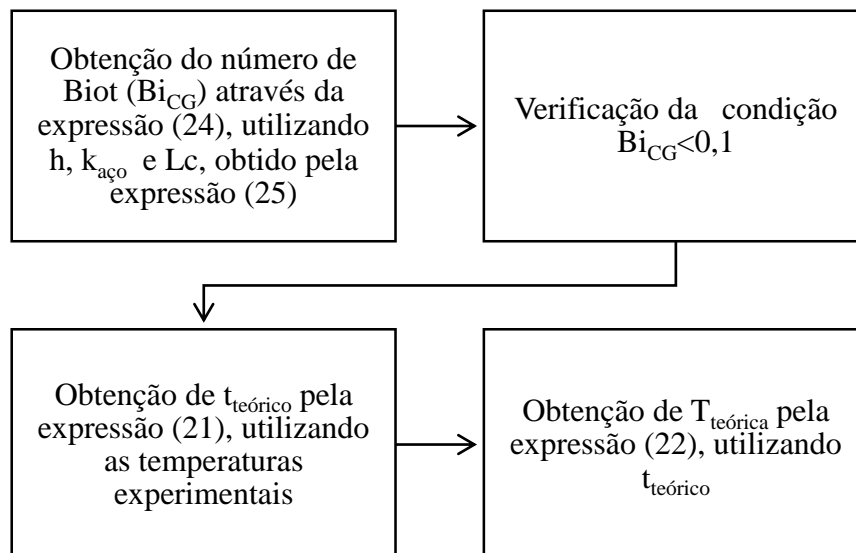 Obtenção do número de
Biot (Bi_CG) através da
expressão (24), utilizando
h, k_aço e Lc, obtido pela
expressão (25)
Verificação da condição
Bi_CG<0,1
Obtenção de t_teórico pela
expressão (21), utilizando
as temperaturas
experimentais
Obtenção de T_teórica pela
expressão (22), utilizando
t_teórico